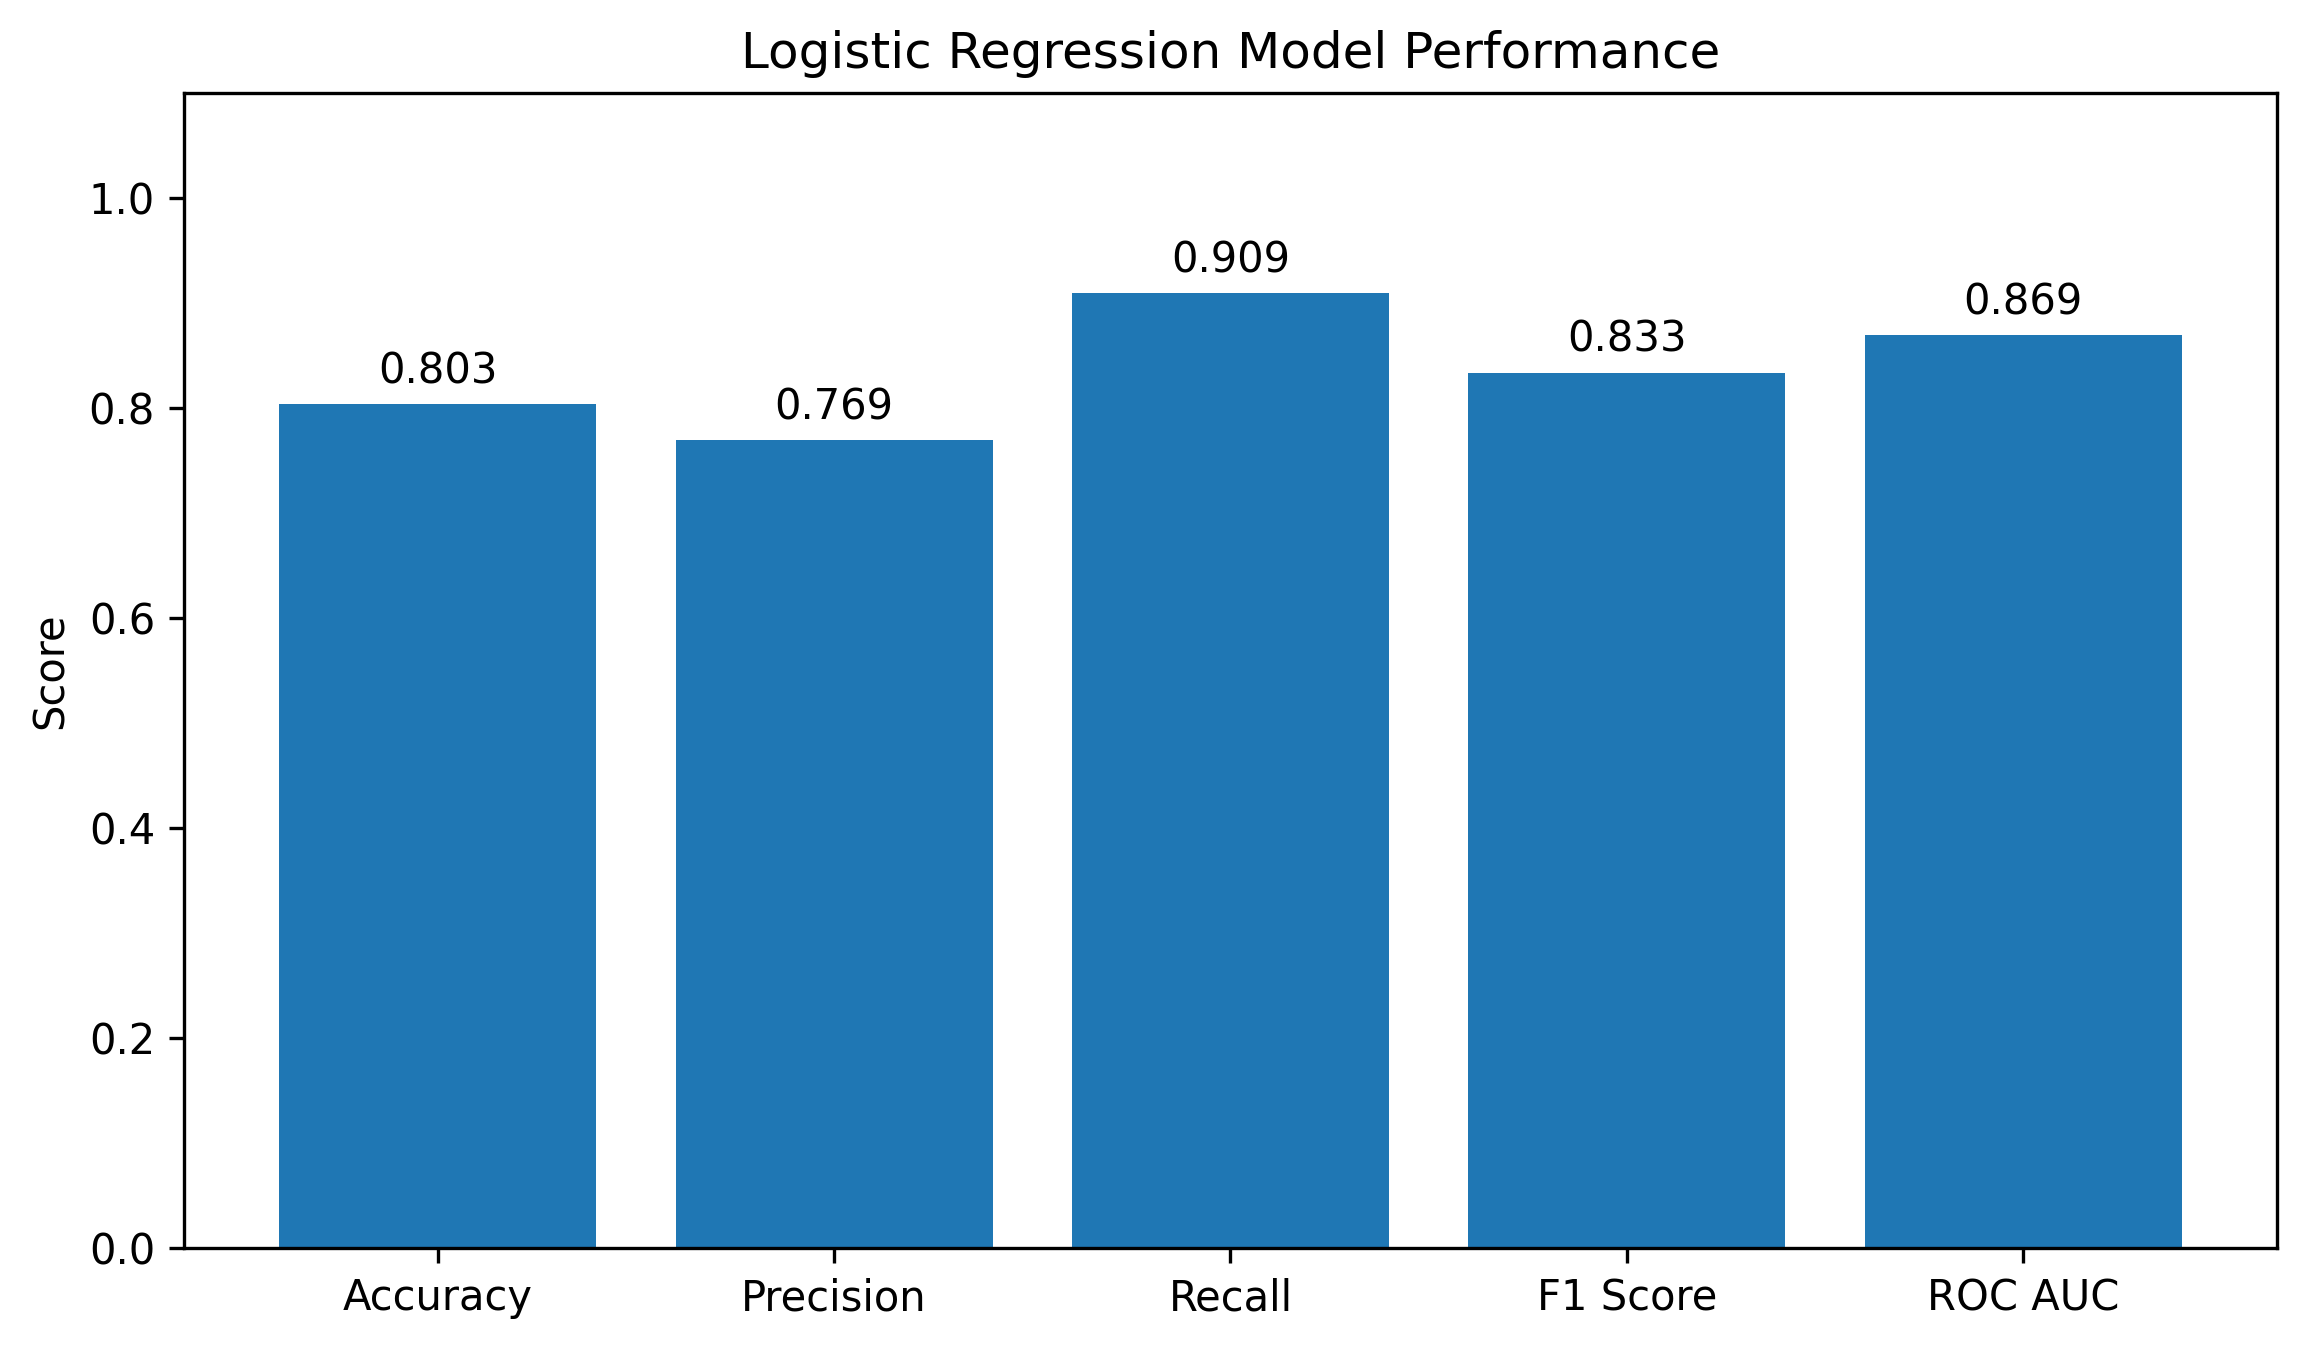 Logistic Regression Model Performance
1.0
0.8
0.6
0.4
0.2
0.0
Score
0.803
0.769
0.909
0.833
0.869
Accuracy
Precision
Recall
F1 Score
ROC AUC